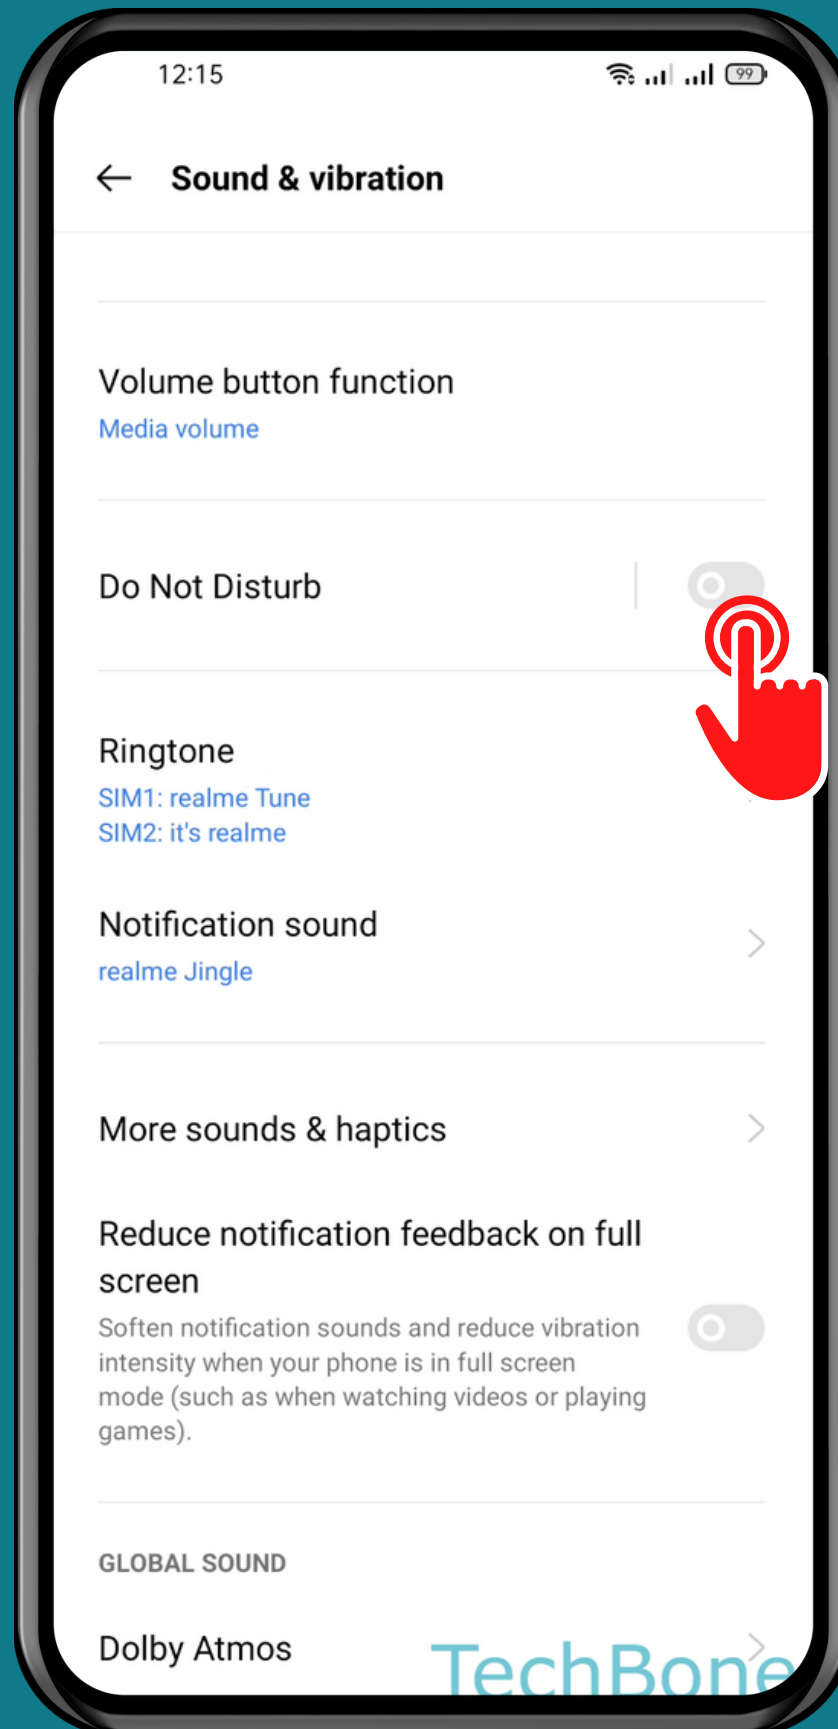 12:15
99
Sound & vibration
Volume button function
Media volume
Do Not Disturb
Ringtone
SIM1: realme Tune
SIM2: it's realme
Notification sound
realme Jingle
More sounds & haptics
Reduce notification feedback on full
screen
Soften notification sounds and reduce vibration
intensity when your phone is in full screen
mode (such as when watching videos or playing
games).
GLOBAL SOUND
Dolby Atmos
TechBone